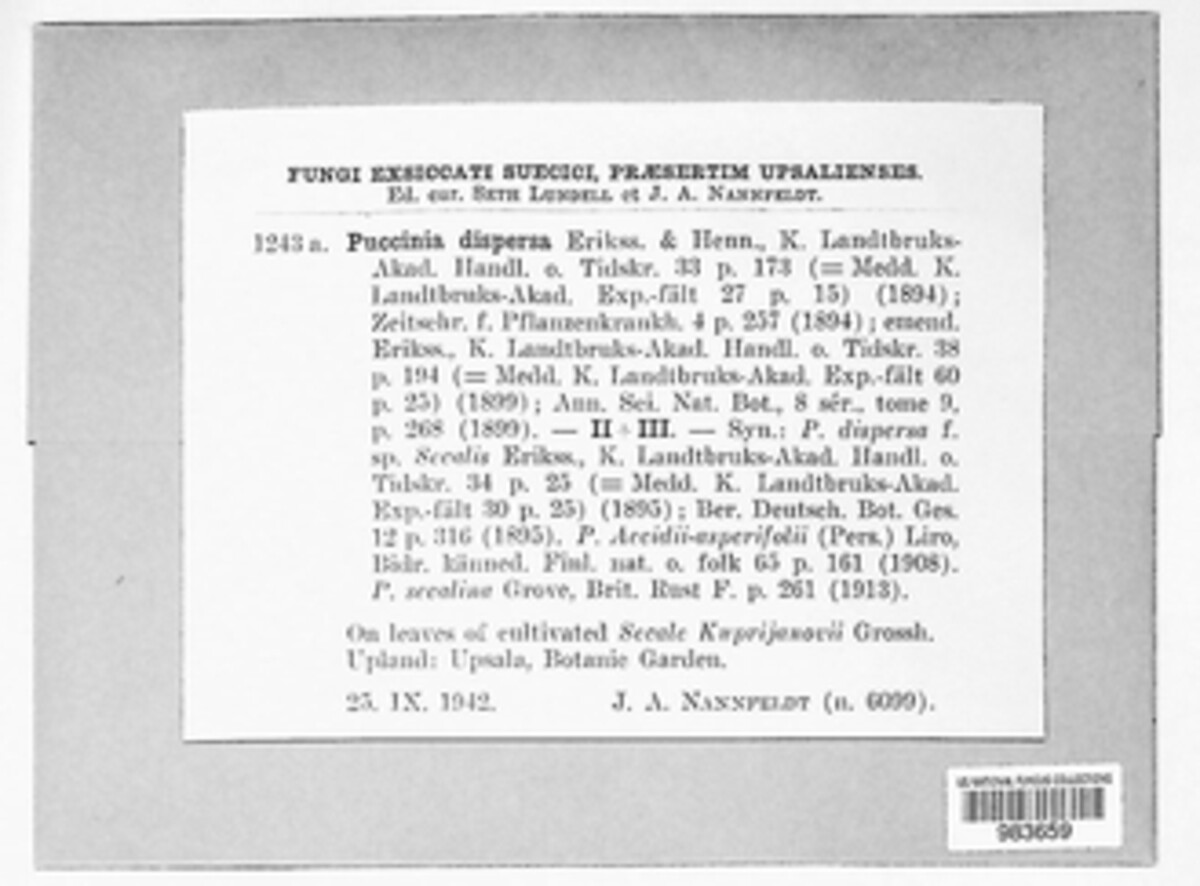 FUNGI EXSICCATI SUECICI, PRÆSERTIM UPSALIENSES.
Ed. cur. SETH LUNDELL et J. A. NANNFELDT.
1243 a. Puccinia dispersa Erikss. & Henn., K. Landtbruks-
Akad. Handl. o. Tidskr. 33 p. 173 (= Medd. K.
Landtbruks-Akad. Exp.-fält 27 p. 15) (1894);
Zeitschr. f. Pflanzenkrankh. 4 p. 257 (1894); emend.
Erikss., K. Landtbruks-Akad. Handl. o. Tidskr. 38
p. 194 (= Medd. K. Landtbruks-Akad. Exp.-fält 60
p. 25) (1899); Ann. Sci. Nat. Bot., 8 sér., tome 9,
p. 268 (1899). — II + III. — Syn.: P. dispersa f.
sp. Secalis Erikss., K. Landtbruks-Akad. Handl. o.
Tidskr. 34 p. 25 (= Medd. K. Landtbruks-Akad.
Exp.-fält 30 p. 25) (1895); Ber. Deutsch. Bot. Ges.
12 p. 316 (1895). P. Aecidii-asperifolii (Pers.) Liro,
Bidr. känned. Finl. nat. o. folk 65 p. 161 (1908).
P. secalina Grove, Brit. Rust F. p. 261 (1913).
On leaves of cultivated Secale Kuprijanovii Grossh.
Upland: Upsala, Botanic Garden.
25. IX. 1942. J. A. NANNFELDT (n. 6099).
US NATIONAL FUNGUS COLLECTIONS
983659